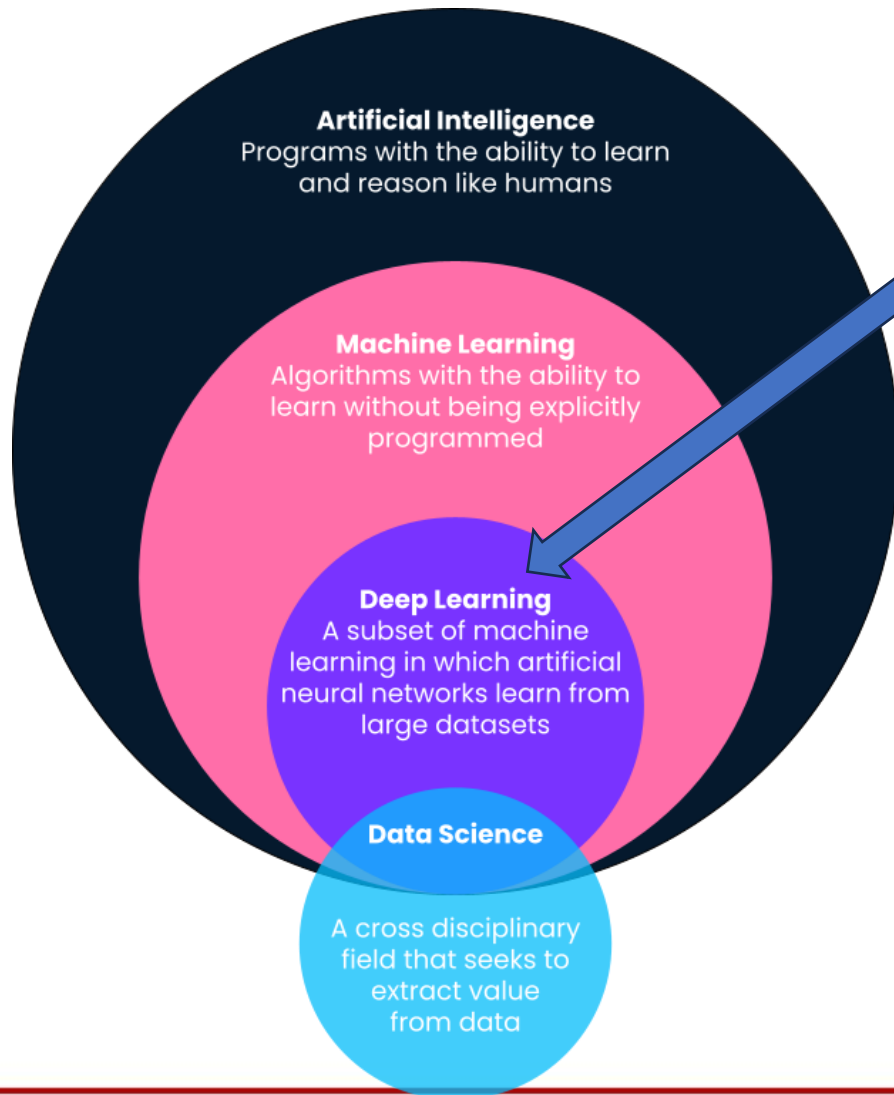 Artificial Intelligence
Programs with the ability to learn
and reason like humans
Machine Learning
Algorithms with the ability to
learn without being explicitly
programmed
Deep Learning
A subset of machine
learning in which artificial
neural networks learn from
large datasets
Data Science
A cross disciplinary
field that seeks to
extract value
from data